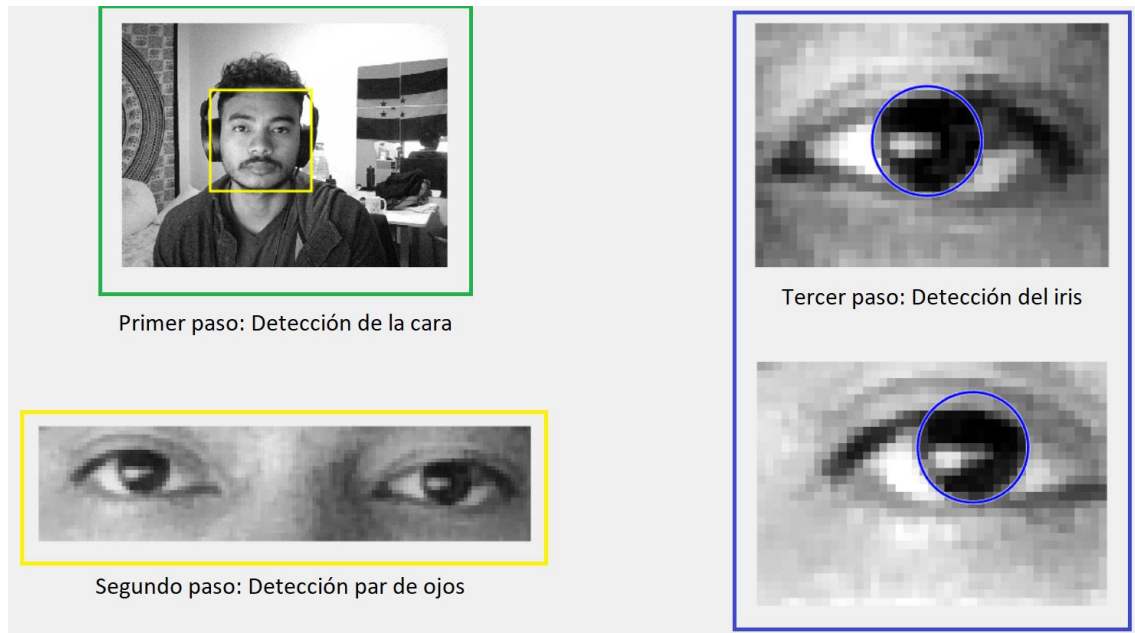 Primer paso: Detección de la cara
Segundo paso: Detección par de ojos
Tercer paso: Detección del iris